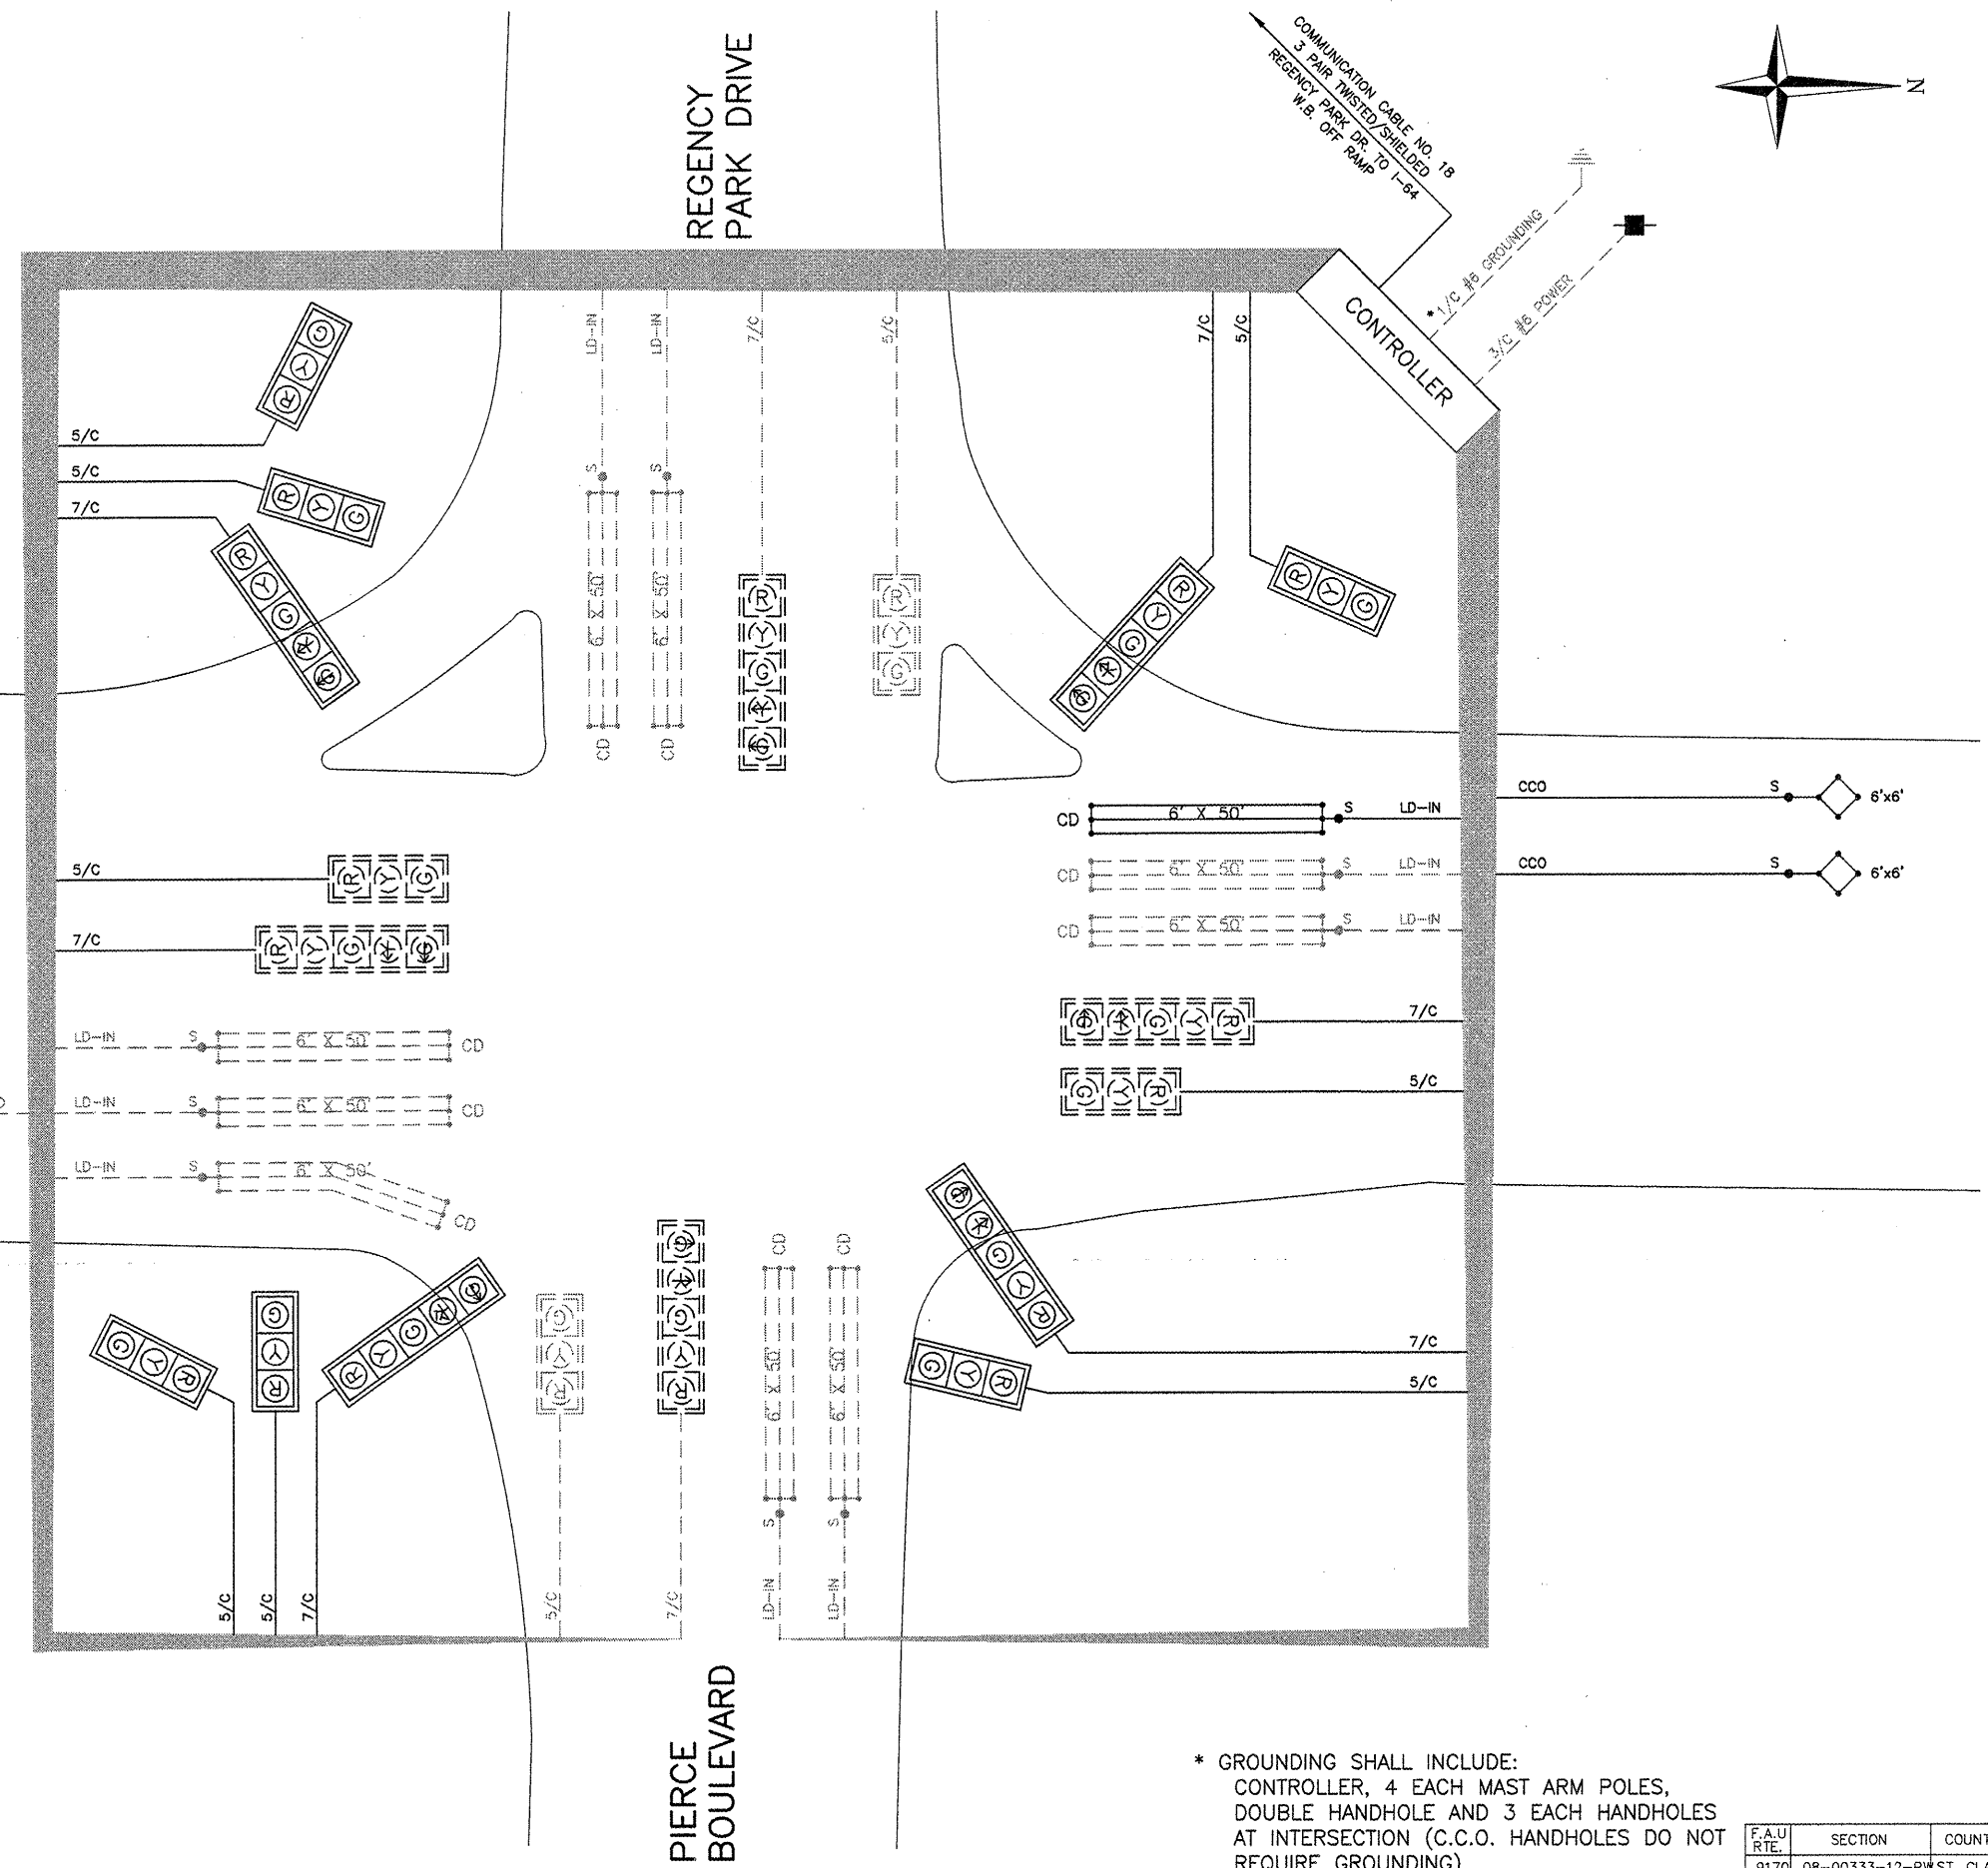 REGENCY
PARK DRIVE
COMMUNICATION CABLE NO. 18
3 PAIR TWISTED/SHIELDED
REGENCY PARK DR. TO I-64
W.B. OFF RAMP
N
* 1/C #6 GROUNDING
3/C #6 POWER
CONTROLLER
LD-IN
LD-IN
7/C
5/C
7/C
5/C
G
Y
R
5/C
5/C
R Y G
7/C
R Y G Y G
S
S
6' X 50'
6' X 50'
CD
CD
R
Y
G
Y
G
R
Y
G
R Y G
R
Y
G
Y
G
CD
6' X 50'
S
LD-IN
CCO
S
6'x6'
CD
6' X 50'
S
LD-IN
CCO
S
6'x6'
CD
6' X 50'
S
LD-IN
5/C
R Y G
7/C
R Y G Y G
G Y G Y R
7/C
G Y R
5/C
LD-IN
S
6' X 50'
CD
LD-IN
S
6' X 50'
CD
LD-IN
S
6' X 50'
CD
G Y R
G
Y
R
R Y G Y G
G
Y
R
G
Y
G
Y
R
CD
CD
6' X 50'
6' X 50'
S
S
G
Y
G
Y
R
7/C
G Y R
5/C
5/C
5/C
7/C
5/C
7/C
LD-IN
LD-IN
PIERCE
BOULEVARD
* GROUNDING SHALL INCLUDE:
CONTROLLER, 4 EACH MAST ARM POLES,
DOUBLE HANDHOLE AND 3 EACH HANDHOLES
AT INTERSECTION (C.C.O. HANDHOLES DO NOT
REQUIRE GROUNDING)
F.A.U
RTE.
SECTION
COUNT
9170
08-00333-12-PW
ST.